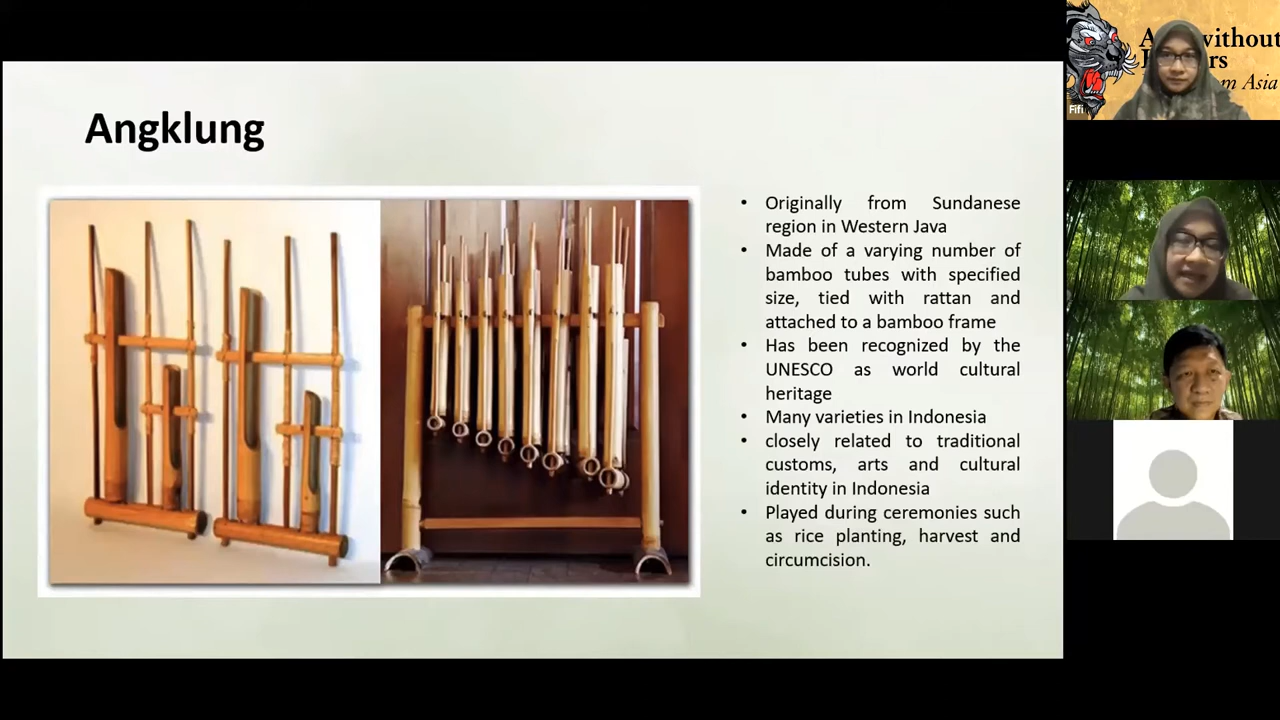 Angklung
• Originally from Sundanese
region in Western Java
• Made of a varying number of
bamboo tubes with specified
size, tied with rattan and
attached to a bamboo frame
• Has been recognized by the
UNESCO as world cultural
heritage
• Many varieties in Indonesia
• closely related to traditional
customs, arts and cultural
identity in Indonesia
• Played during ceremonies such
as rice planting, harvest and
circumcision.
without
Asia
Fifi